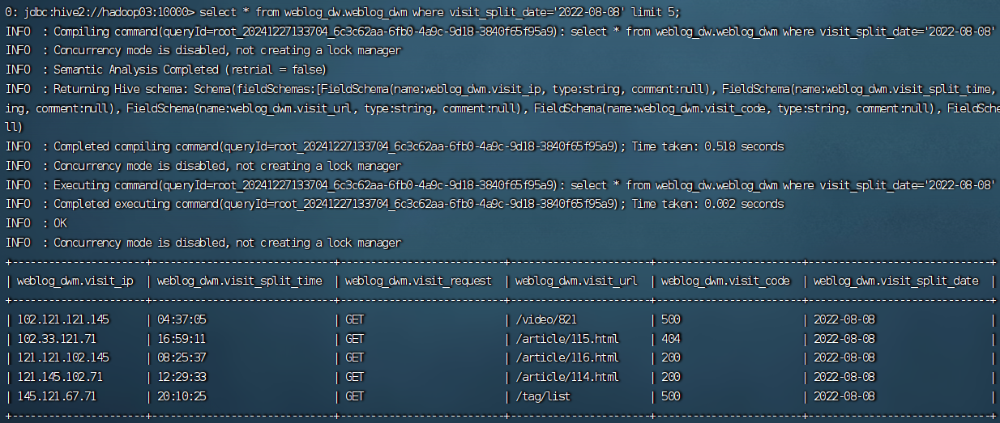 0: jdbc:hive2://hadoop03:10000> select * from weblog_dw.weblog_dwm where visit_split_date='2022-08-08' limit 5;
INFO  : Compiling command(queryId=root_20241227133704_6c3c62aa-6fb0-4a9c-9d18-3840f65f95a9): select * from weblog_dw.weblog_dwm where visit_split_date='2022-08-08'
INFO  : Concurrency mode is disabled, not creating a lock manager
INFO  : Semantic Analysis Completed (retrial = false)
INFO  : Returning Hive schema: Schema(fieldSchemas:[FieldSchema(name:weblog_dwm.visit_ip, type:string, comment:null), FieldSchema(name:weblog_dwm.visit_split_time,
ing, comment:null), FieldSchema(name:weblog_dwm.visit_url, type:string, comment:null), FieldSchema(name:weblog_dwm.visit_code, type:string, comment:null), FieldSche
ll)
INFO  : Completed compiling command(queryId=root_20241227133704_6c3c62aa-6fb0-4a9c-9d18-3840f65f95a9); Time taken: 0.518 seconds
INFO  : Concurrency mode is disabled, not creating a lock manager
INFO  : Executing command(queryId=root_20241227133704_6c3c62aa-6fb0-4a9c-9d18-3840f65f95a9): select * from weblog_dw.weblog_dwm where visit_split_date='2022-08-08'
INFO  : Completed executing command(queryId=root_20241227133704_6c3c62aa-6fb0-4a9c-9d18-3840f65f95a9); Time taken: 0.002 seconds
INFO  : OK
INFO  : Concurrency mode is disabled, not creating a lock manager
+----------------------+------------------------------+---------------------------+-----------------------+------------------------+------------------------------+
| weblog_dwm.visit_ip  | weblog_dwm.visit_split_time  | weblog_dwm.visit_request  | weblog_dwm.visit_url  | weblog_dwm.visit_code  | weblog_dwm.visit_split_date  |
+----------------------+------------------------------+---------------------------+-----------------------+------------------------+------------------------------+
| 102.121.121.145      | 04:37:05                     | GET                       | /video/821            | 500                    | 2022-08-08                   |
| 102.33.121.71        | 16:59:11                     | GET                       | /article/115.html     | 404                    | 2022-08-08                   |
| 121.121.102.145      | 08:25:37                     | GET                       | /article/116.html     | 200                    | 2022-08-08                   |
| 121.145.102.71       | 12:29:33                     | GET                       | /article/114.html     | 200                    | 2022-08-08                   |
| 145.121.67.71        | 20:10:25                     | GET                       | /tag/list             | 500                    | 2022-08-08                   |
+----------------------+------------------------------+---------------------------+-----------------------+------------------------+------------------------------+